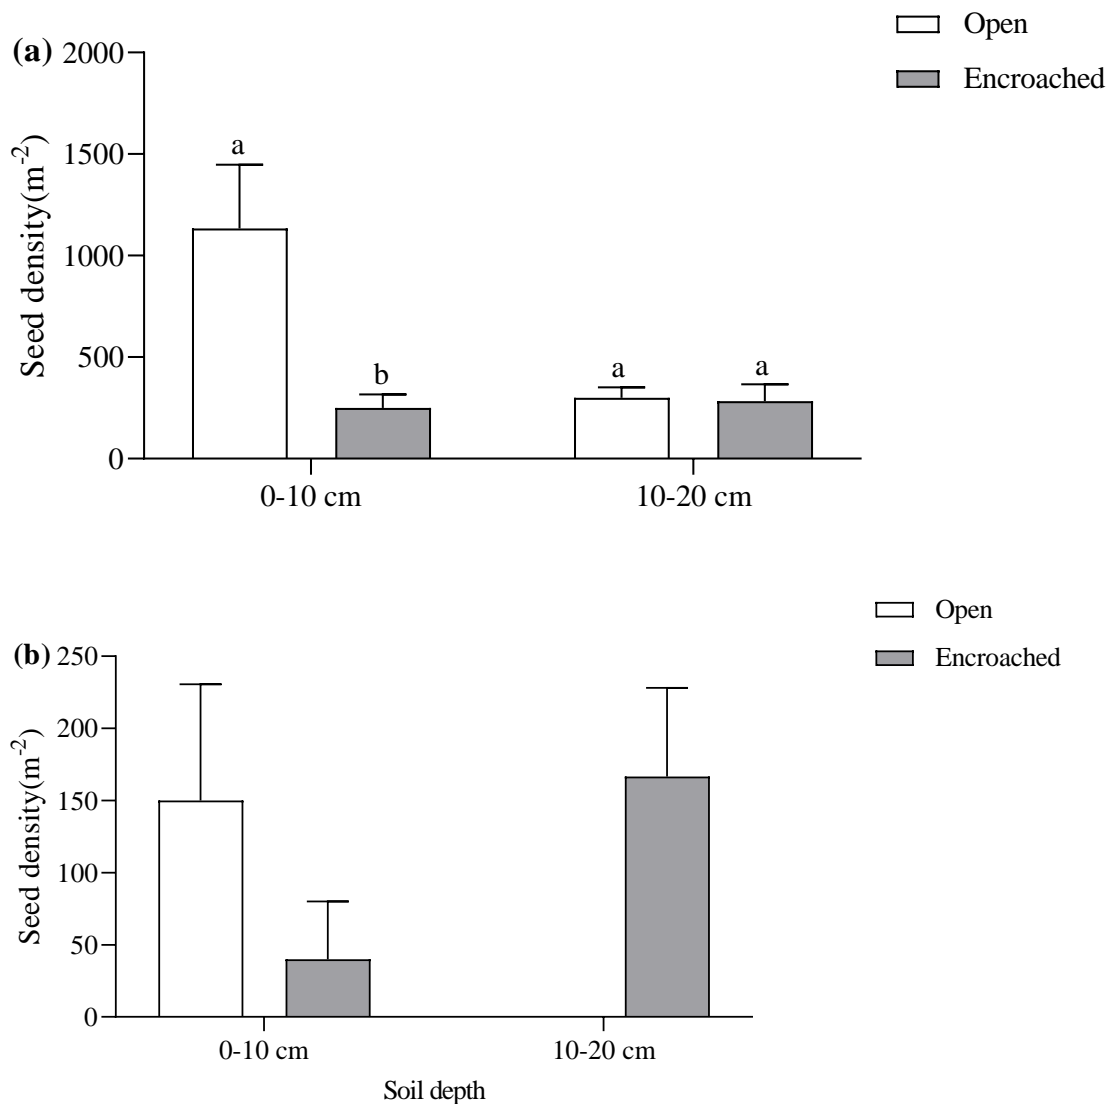 Open
Encroached
(a)
2000
1500
1000
500
0
Seed density(m-2)
a
b
a
a
0-10 cm
10-20 cm
Open
Encroached
(b)
250
200
150
100
50
0
Seed density(m-2)
0-10 cm
10-20 cm
Soil depth